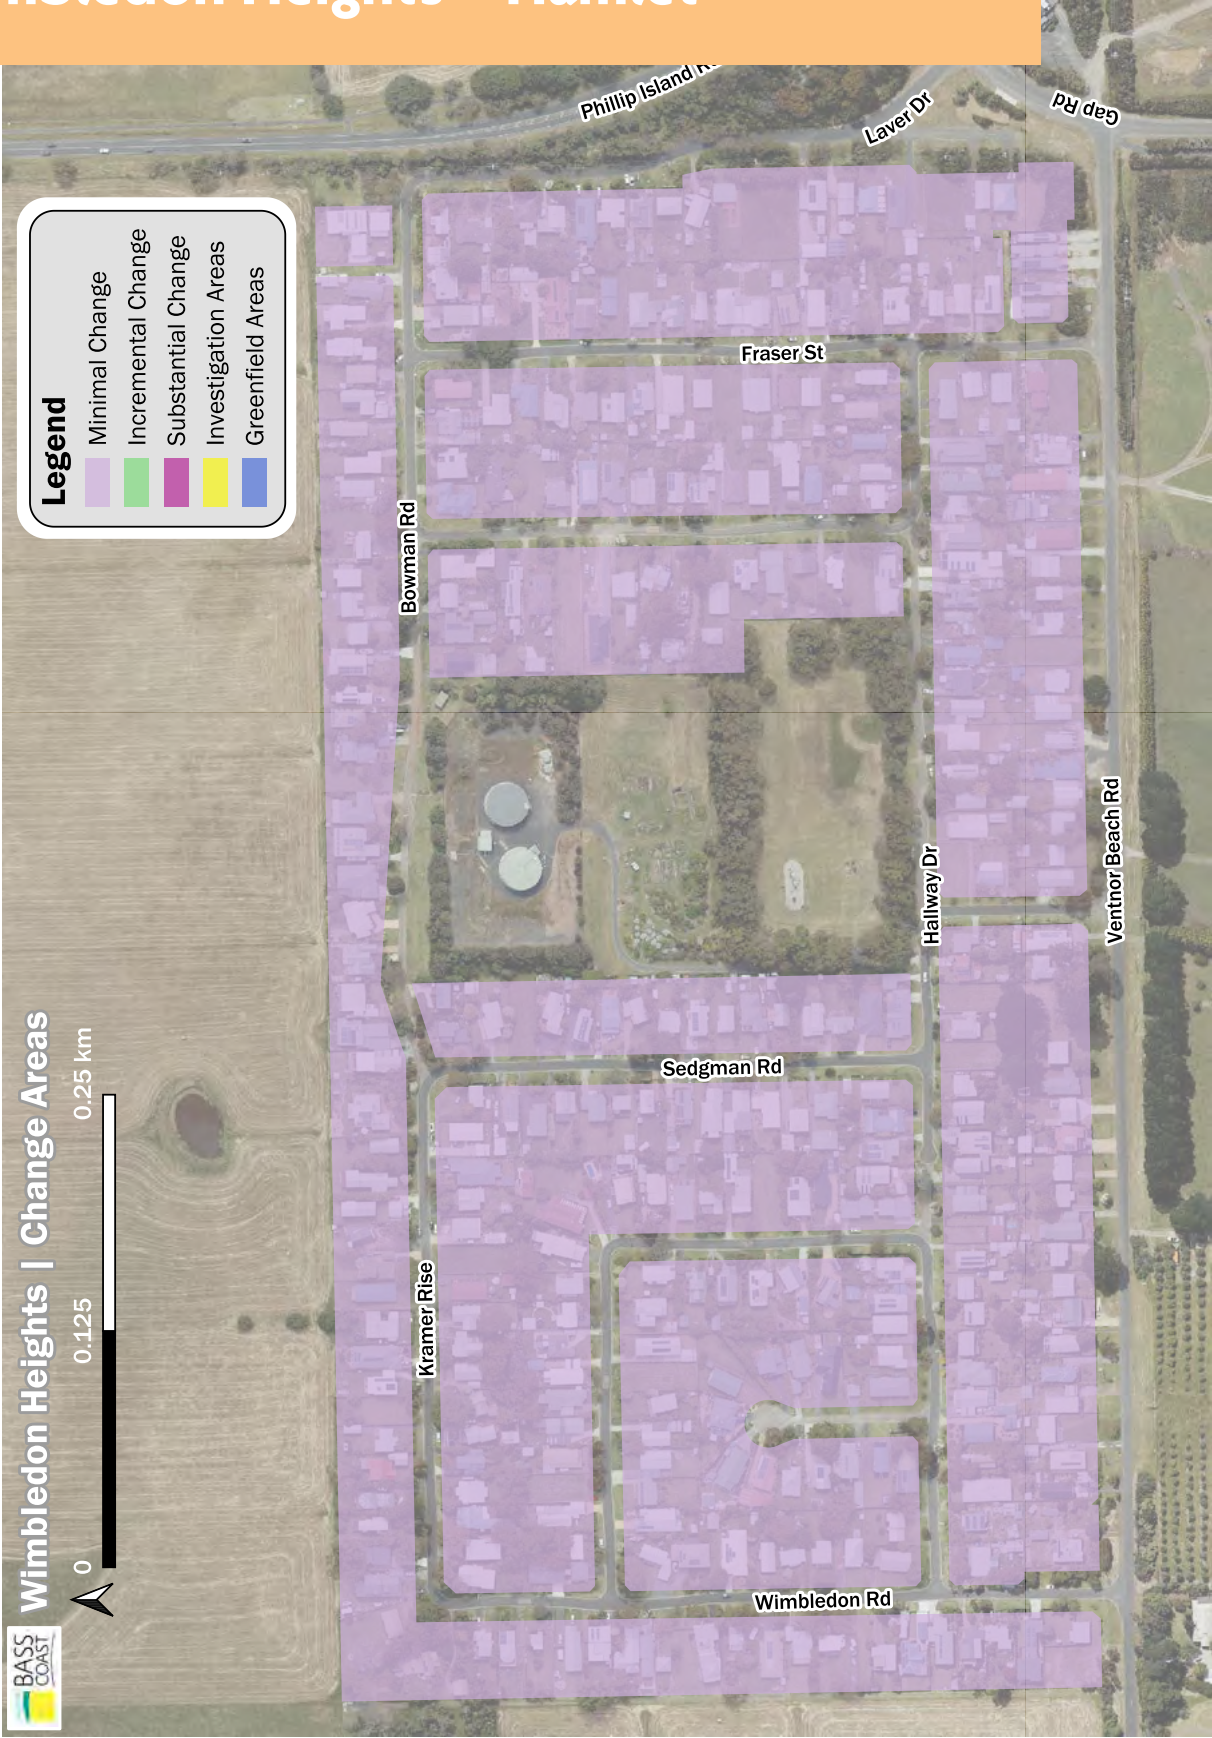 Heights - Hamlet
Wimbledon Heights | Change Areas
0
0.125
0.25 km
BASS
COAST
Legend
Minimal Change
Incremental Change
Substantial Change
Investigation Areas
Greenfield Areas
Phillip Island
Laver Dr
Gap Rd
Fraser St
Bowman Rd
Hallway Dr
Ventnor Beach Rd
Sedgman Rd
Kramer Rise
Wimbledon Rd